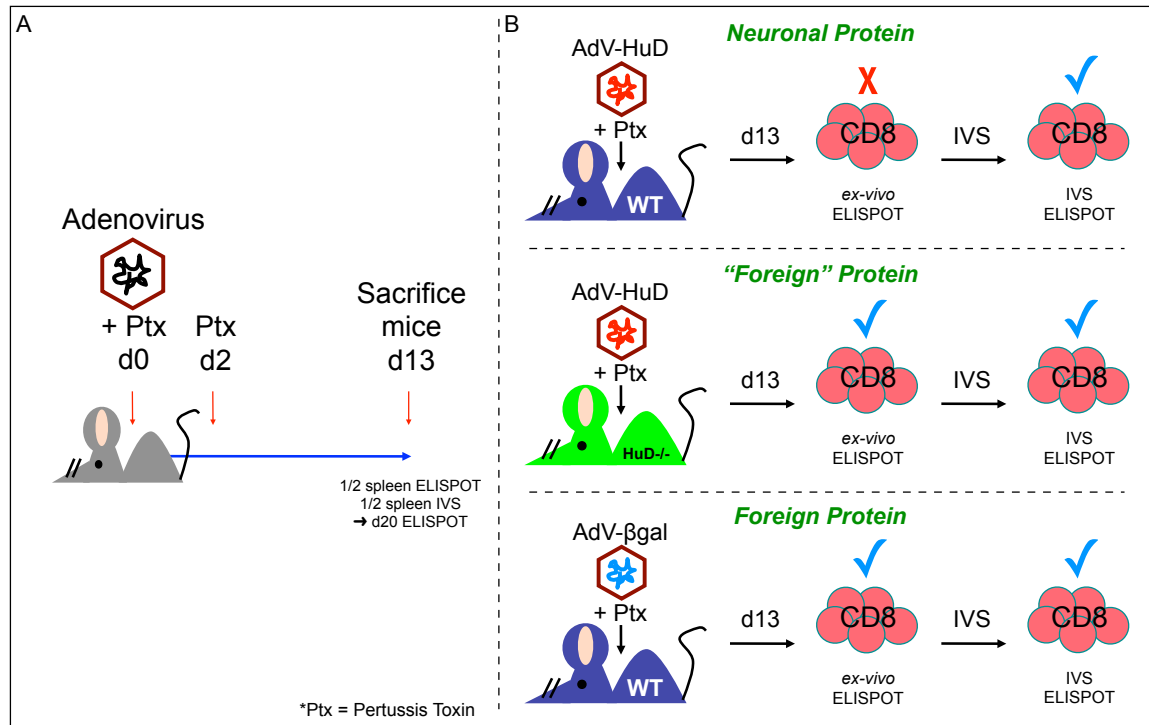 A
Adenovirus
+ Ptx
d0
Ptx
d2
Sacrifice
mice
d13
1/2 spleen ELISPOT
1/2 spleen IVS
➜ d20 ELISPOT
*Ptx = Pertussis Toxin
B
Neuronal Protein
AdV-HuD
+ Ptx
WT
d13
X
CD8
ex-vivo
ELISPOT
IVS
CD8
IVS
ELISPOT
“Foreign” Protein
AdV-HuD
+ Ptx
HuD-/-
d13
CD8
ex-vivo
ELISPOT
IVS
CD8
IVS
ELISPOT
Foreign Protein
AdV-βgal
+ Ptx
WT
d13
CD8
ex-vivo
ELISPOT
IVS
CD8
IVS
ELISPOT